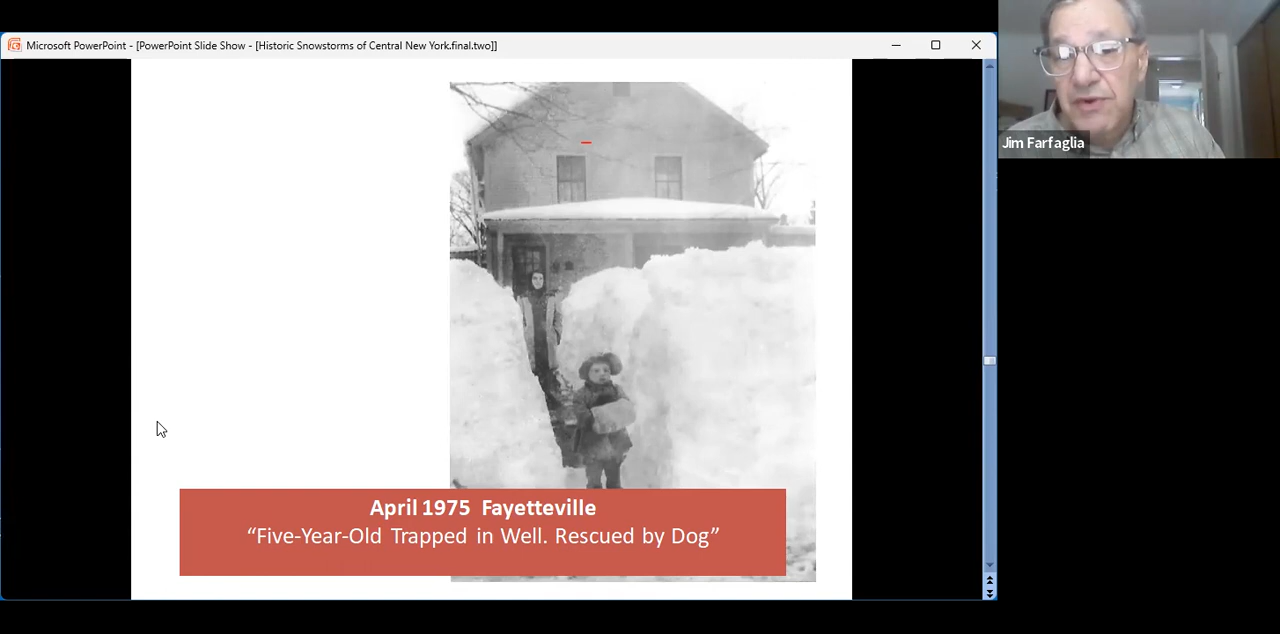 Microsoft PowerPoint - [PowerPoint Slide Show - [Historic Snowstorms of Central New York.final.two]]
Jim Farfaglia
April 1975 Fayetteville
“Five-Year-Old Trapped in Well. Rescued by Dog”